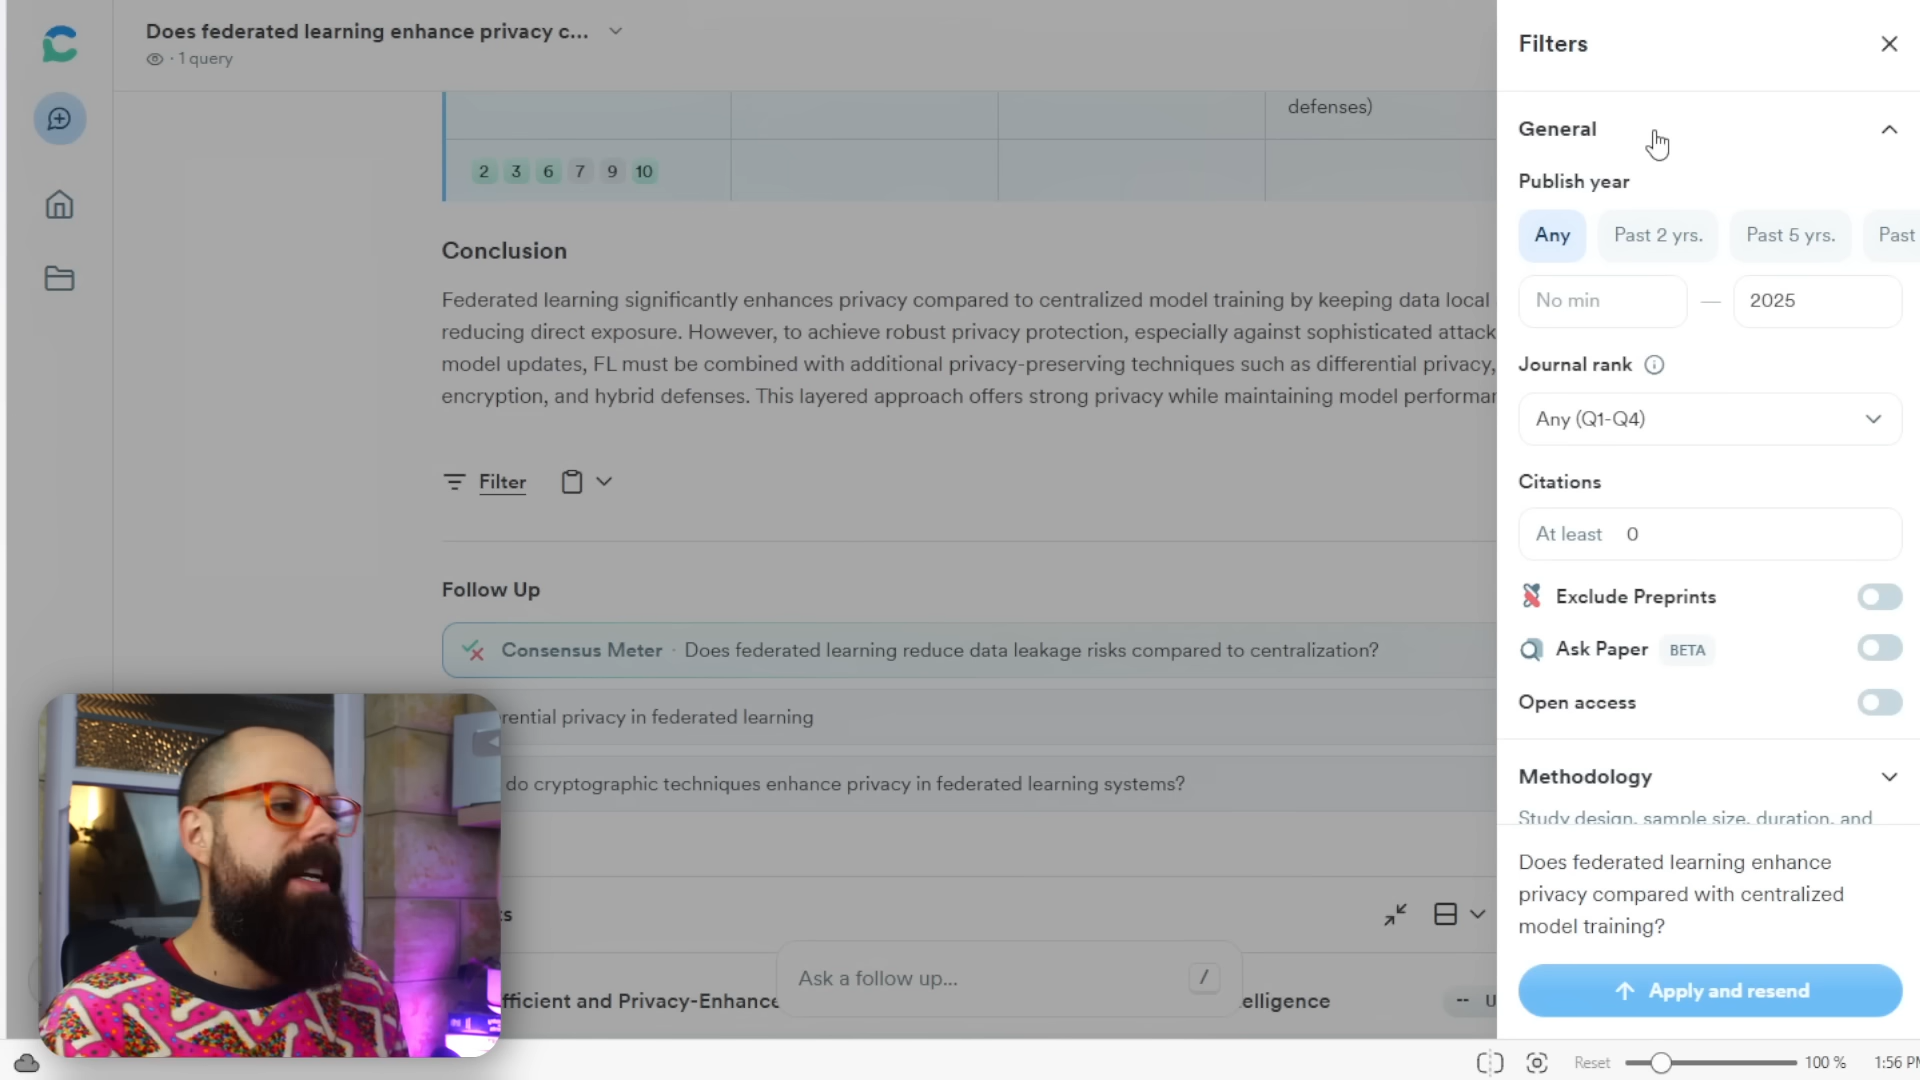 Does federated learning enhance privacy c...
· 1 query
defenses)
2 3 6 7 9 10
Conclusion
Federated learning significantly enhances privacy compared to centralized model training by keeping data local
reducing direct exposure. However, to achieve robust privacy protection, especially against sophisticated attack
model updates, FL must be combined with additional privacy-preserving techniques such as differential privacy,
encryption, and hybrid defenses. This layered approach offers strong privacy while maintaining model performan
Filter
Follow Up
Consensus Meter · Does federated learning reduce data leakage risks compared to centralization?
rential privacy in federated learning
do cryptographic techniques enhance privacy in federated learning systems?
ts
Ask a follow up... /
fficient and Privacy-Enhance
elligence
-- U
Filters
General
Publish year
Any Past 2 yrs. Past 5 yrs. Past
No min — 2025
Journal rank
Any (Q1-Q4)
Citations
At least 0
Exclude Preprints
Ask Paper BETA
Open access
Methodology
Study design, sample size, duration, and
Does federated learning enhance
privacy compared with centralized
model training?
Apply and resend
Reset 100 % 1:56 PM